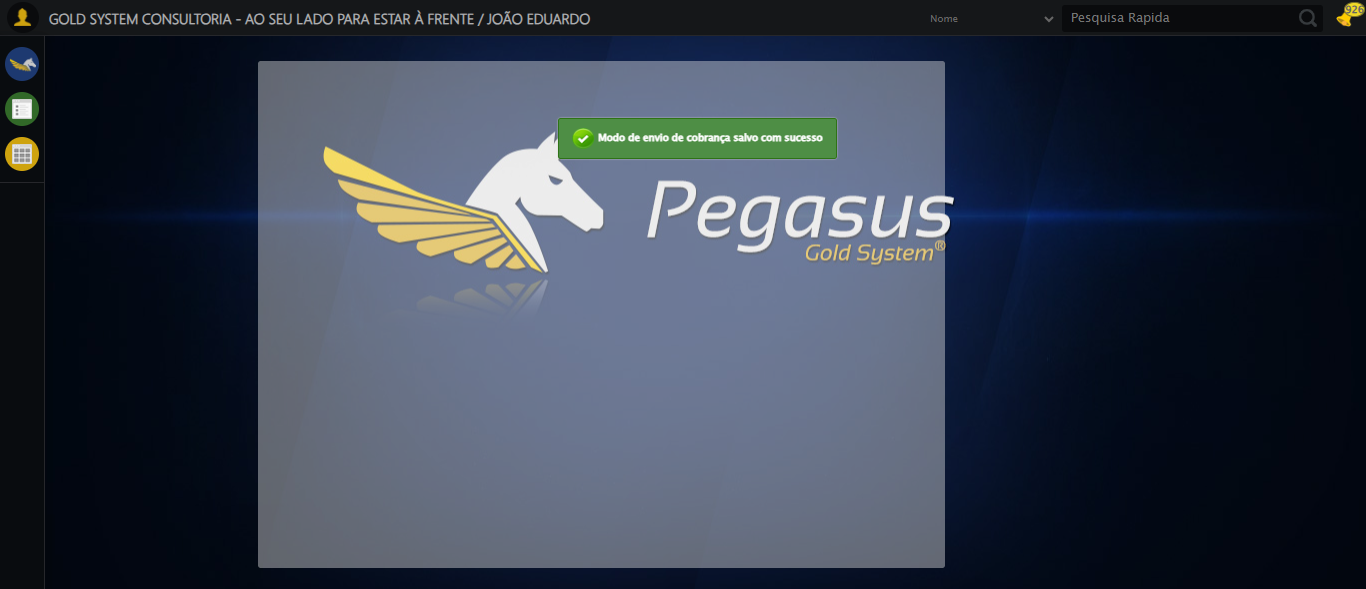 GOLD SYSTEM CONSULTORIA - AO SEU LADO PARA ESTAR À FRENTE / JOÃO EDUARDO
Nome
Pesquisa Rapida
926
Modo de envio de cobrança salvo com sucesso
Pegasus
Gold System®